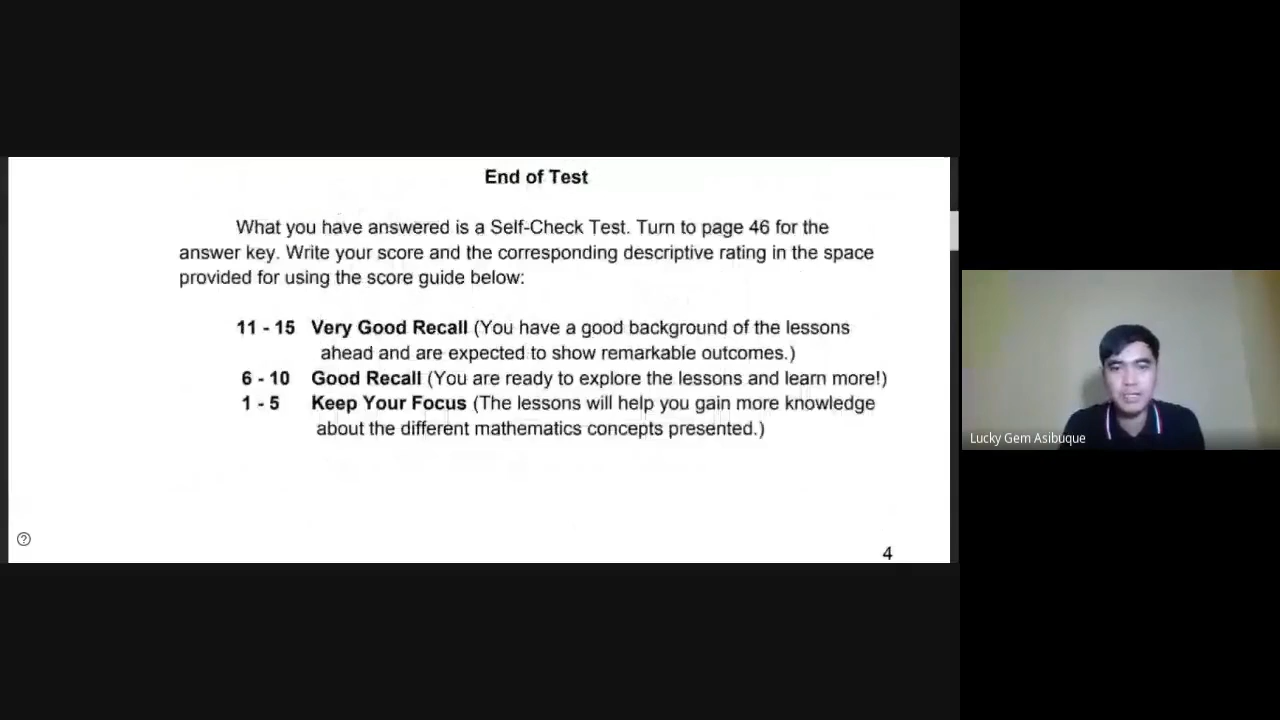 End of Test
What you have answered is a Self-Check Test. Turn to page 46 for the
answer key. Write your score and the corresponding descriptive rating in the space
provided for using the score guide below:
11 - 15 Very Good Recall (You have a good background of the lessons
ahead and are expected to show remarkable outcomes.)
6 - 10 Good Recall (You are ready to explore the lessons and learn more!)
1 - 5 Keep Your Focus (The lessons will help you gain more knowledge
about the different mathematics concepts presented.)
4
Lucky Gem Asibuque